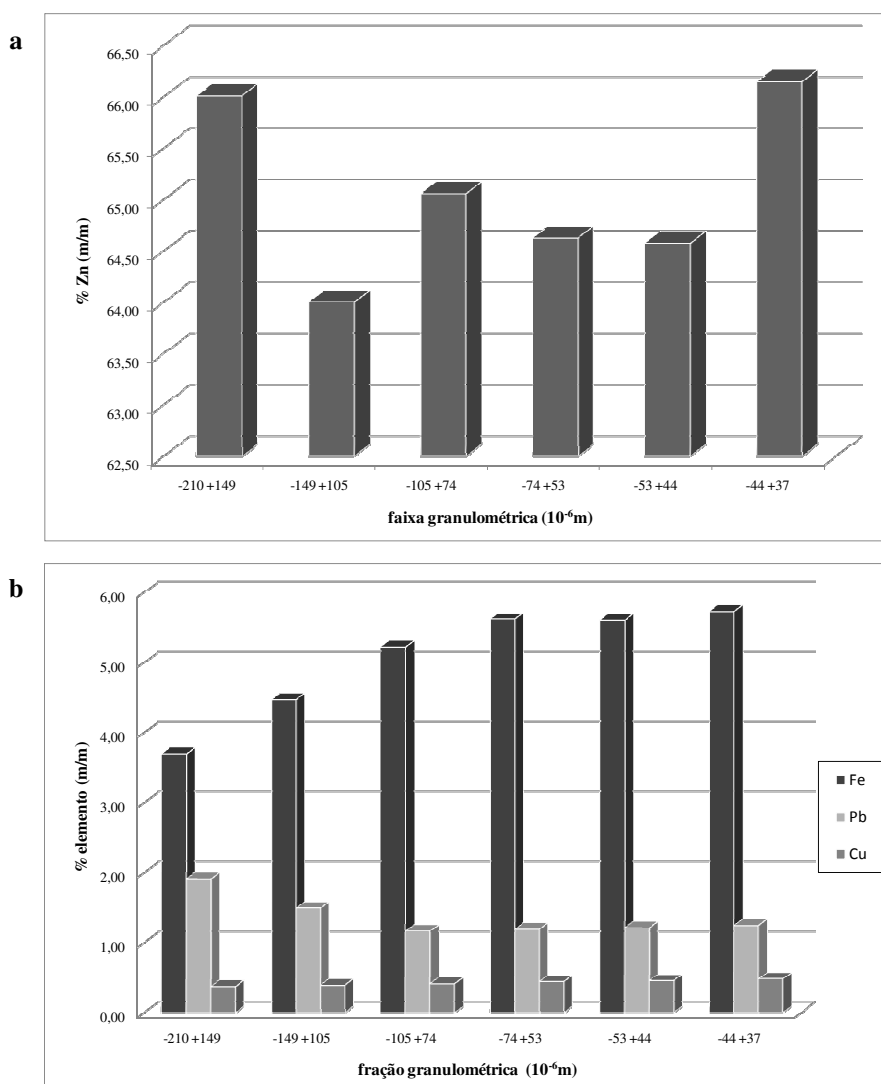 a
66,50
66,00
65,50
65,00
64,50
64,00
63,50
63,00
62,50
% Zn (m/m)
-210 +149 -149 +105 -105 +74 -74 +53 -53 +44 -44 +37
faixa granulométrica (10⁻⁶m)
b
6,00
5,00
4,00
3,00
2,00
1,00
0,00
% elemento (m/m)
Fe
Pb
Cu
-210 +149 -149 +105 -105 +74 -74 +53 -53 +44 -44 +37
fração granulométrica (10⁻⁶m)